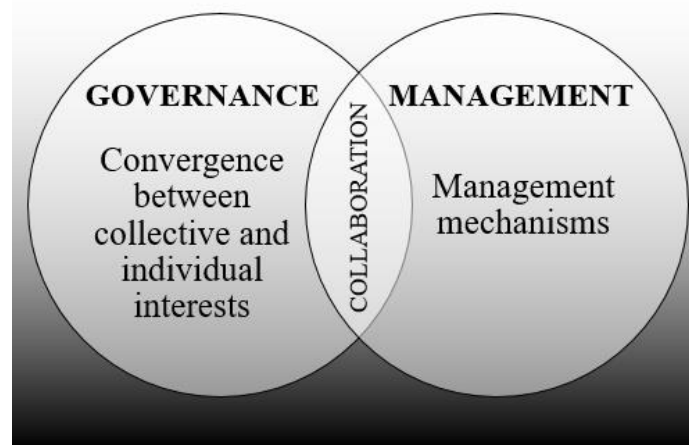 GOVERNANCE
Convergence
between
collective and
individual
interests
COLLABORATION
MANAGEMENT
Management
mechanisms